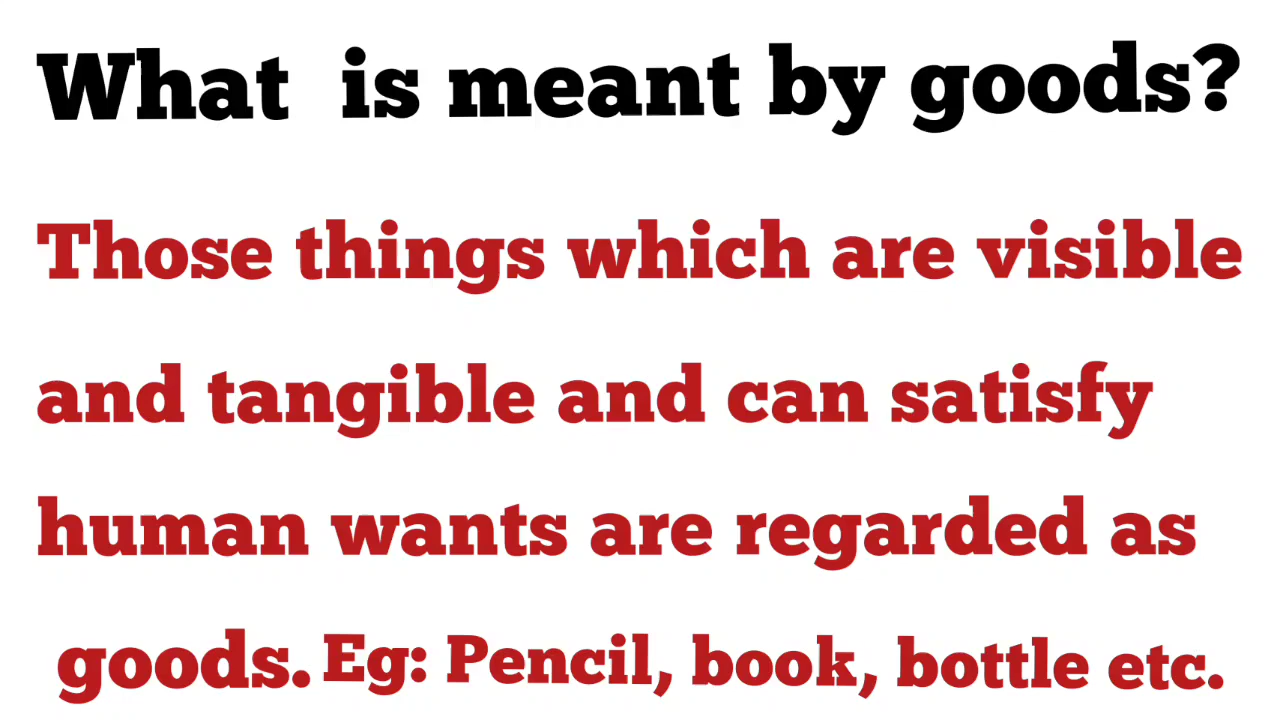 What is meant by goods?
Those things which are visible
and tangible and can satisfy
human wants are regarded as
goods. Eg: Pencil, book, bottle etc.